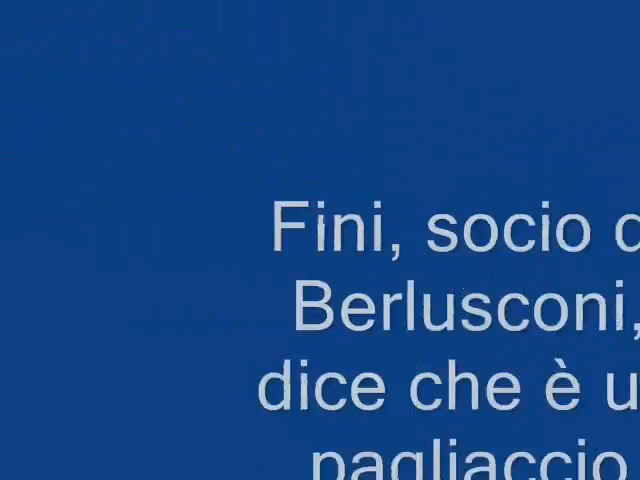 Fini, socio d
Berlusconi,
dice che è u
pagliaccio